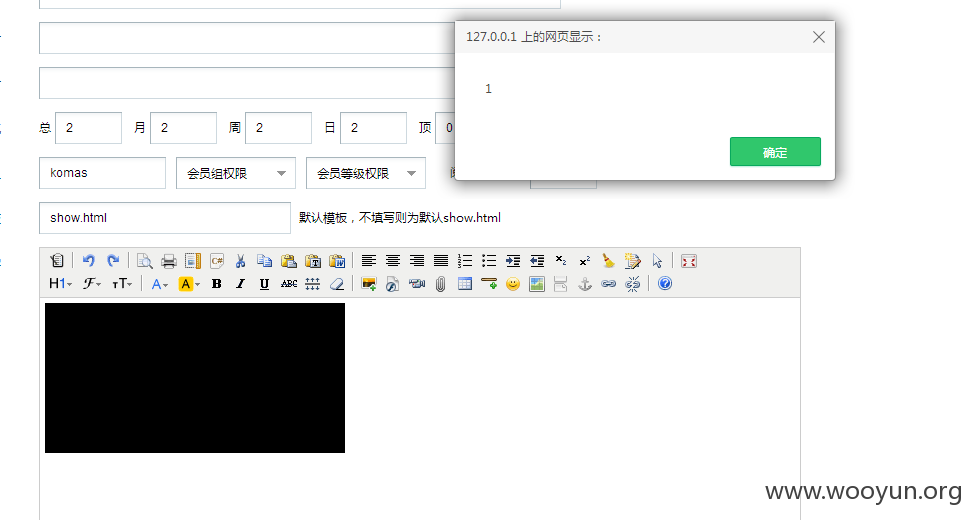 127.0.0.1 上的网页显示：
1
确定
总 2 月 2 周 2 日 2 顶 0
komas 会员组权限 会员等级权限
show.html 默认模板，不填写则为默认show.html
H1 F TT A A B I U ABC
www.wooyun.org